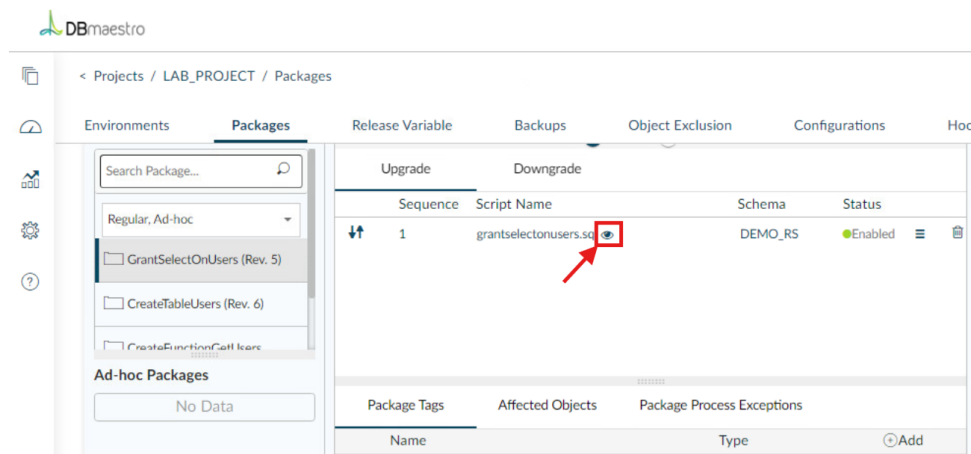 DBmaestro
< Projects / LAB_PROJECT / Packages
Environments Packages Release Variable Backups Object Exclusion Configurations
Search Package...
Regular, Ad-hoc
GrantSelectOnUsers (Rev. 5)
CreateTableUsers (Rev. 6)
CreateFunctionGetUsers
Ad-hoc Packages
No Data
Upgrade Downgrade
Sequence Script Name Schema Status
1 grantselectonusers.sq DEMO_RS Enabled
Package Tags Affected Objects Package Process Exceptions
Name Type Add